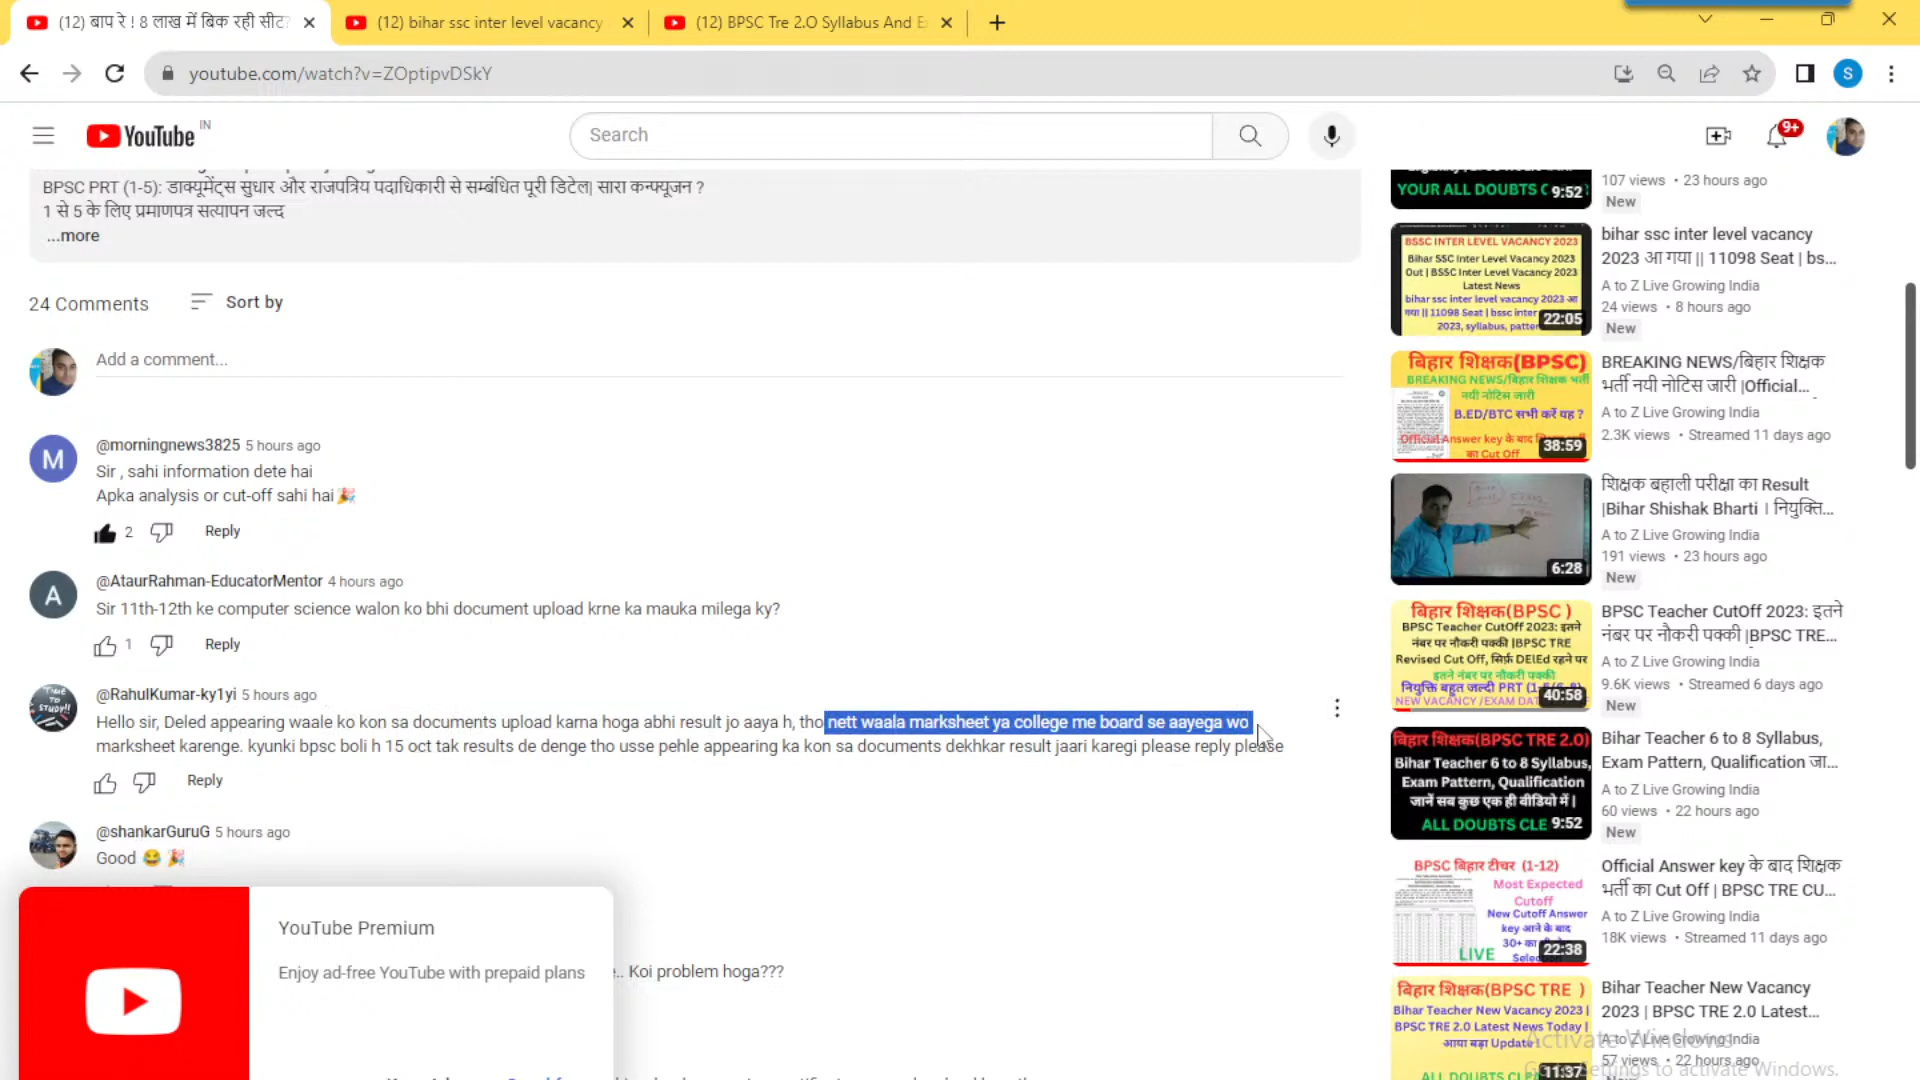 (12) बाप रे ! 8 लाख में बिक रही सीट?
(12) bihar ssc inter level vacancy
(12) BPSC Tre 2.O Syllabus And E
youtube.com/watch?v=ZOptipvDSkY
S
YouTube IN
Search
9+
BPSC PRT (1-5): डाक्यूमेंट्स सुधार और राजपत्रिय पदाधिकारी से सम्बंधित पूरी डिटेल| सारा कन्फ्यूजन ?
1 से 5 के लिए प्रमाणपत्र सत्यापन जल्द
...more
24 Comments
Sort by
Add a comment...
M
@morningnews3825 5 hours ago
Sir , sahi information dete hai
Apka analysis or cut-off sahi hai🎉
2
Reply
A
@AtaurRahman-EducatorMentor 4 hours ago
Sir 11th-12th ke computer science walon ko bhi document upload krne ka mauka milega ky?
1
Reply
TIME TO STUDY!!
@RahulKumar-ky1yi 5 hours ago
Hello sir, Deled appearing waale ko kon sa documents upload karna hoga abhi result jo aaya h, tho nett waala marksheet ya college me board se aayega wo
marksheet karenge. kyunki bpsc boli h 15 oct tak results de denge tho usse pehle appearing ka kon sa documents dekhkar result jaari karegi please reply please
Reply
@shankarGuruG 5 hours ago
Good 😂 🎉
YouTube Premium
Enjoy ad-free YouTube with prepaid plans
.. Koi problem hoga???
YOUR ALL DOUBTS C
9:52
107 views • 23 hours ago
New
BSSC INTER LEVEL VACANCY 2023
Bihar SSC Inter Level Vacancy 2023
Out | BSSC Inter Level Vacancy 2023
Latest News
bihar ssc inter level vacancy 2023 आ
गया || 11098 Seat | bssc inter
2023, syllabus, patter
22:05
bihar ssc inter level vacancy
2023 आ गया || 11098 Seat | bs...
A to Z Live Growing India
24 views • 8 hours ago
New
बिहार शिक्षक(BPSC)
BREAKING NEWS/बिहार शिक्षक भर्ती
नयी नोटिस जारी
B.ED/BTC सभी करें यह ?
Official Answer key के बाद
का Cut Off
38:59
BREAKING NEWS/बिहार शिक्षक
भर्ती नयी नोटिस जारी |Official...
A to Z Live Growing India
2.3K views • Streamed 11 days ago
6:28
शिक्षक बहाली परीक्षा का Result
|Bihar Shishak Bharti । नियुक्ति...
A to Z Live Growing India
191 views • 23 hours ago
New
बिहार शिक्षक(BPSC )
BPSC Teacher CutOff 2023: इतने
नंबर पर नौकरी पक्की |BPSC TRE
Revised Cut Off, सिर्फ़ DElEd रहने पर
इतने नंबर पर नौकरी पक्की
नियुक्ति बहुत जल्दी PRT
NEW VACANCY /EXAM DAT
40:58
BPSC Teacher CutOff 2023: इतने
नंबर पर नौकरी पक्की |BPSC TRE...
A to Z Live Growing India
9.6K views • Streamed 6 days ago
New
बिहार शिक्षक(BPSC TRE 2.0)
Bihar Teacher 6 to 8 Syllabus,
Exam Pattern, Qualification
जानें सब कुछ एक ही वीडियो में |
ALL DOUBTS CLE
9:52
Bihar Teacher 6 to 8 Syllabus,
Exam Pattern, Qualification जा...
A to Z Live Growing India
60 views • 22 hours ago
New
BPSC बिहार टीचर (1-12)
Most Expected
Cutoff
New Cutoff Answer
key आने के बाद
30+ का
Selec
LIVE
22:38
Official Answer key के बाद शिक्षक
भर्ती का Cut Off | BPSC TRE CU...
A to Z Live Growing India
18K views • Streamed 11 days ago
बिहार शिक्षक(BPSC TRE )
Bihar Teacher New Vacancy 2023 |
BPSC TRE 2.0 Latest News Today |
आया बड़ा Update
ALL DOUBTS CLE
11:37
Bihar Teacher New Vacancy
2023 | BPSC TRE 2.0 Latest...
A to Z Live Growing India
57 views • 22 hours ago
Activate Windows
Go to Settings to activate Windows.